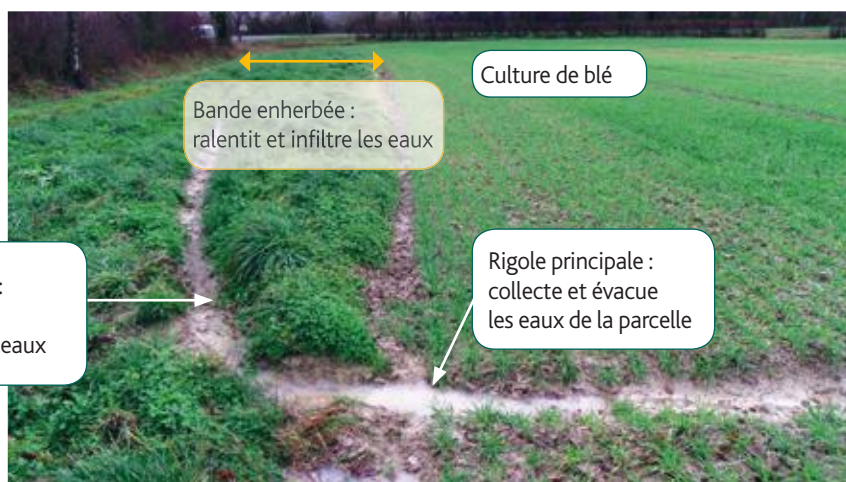 Culture de blé
Bande enherbée :
ralentit et infiltre les eaux
:
eaux
Rigole principale :
collecte et évacue
les eaux de la parcelle